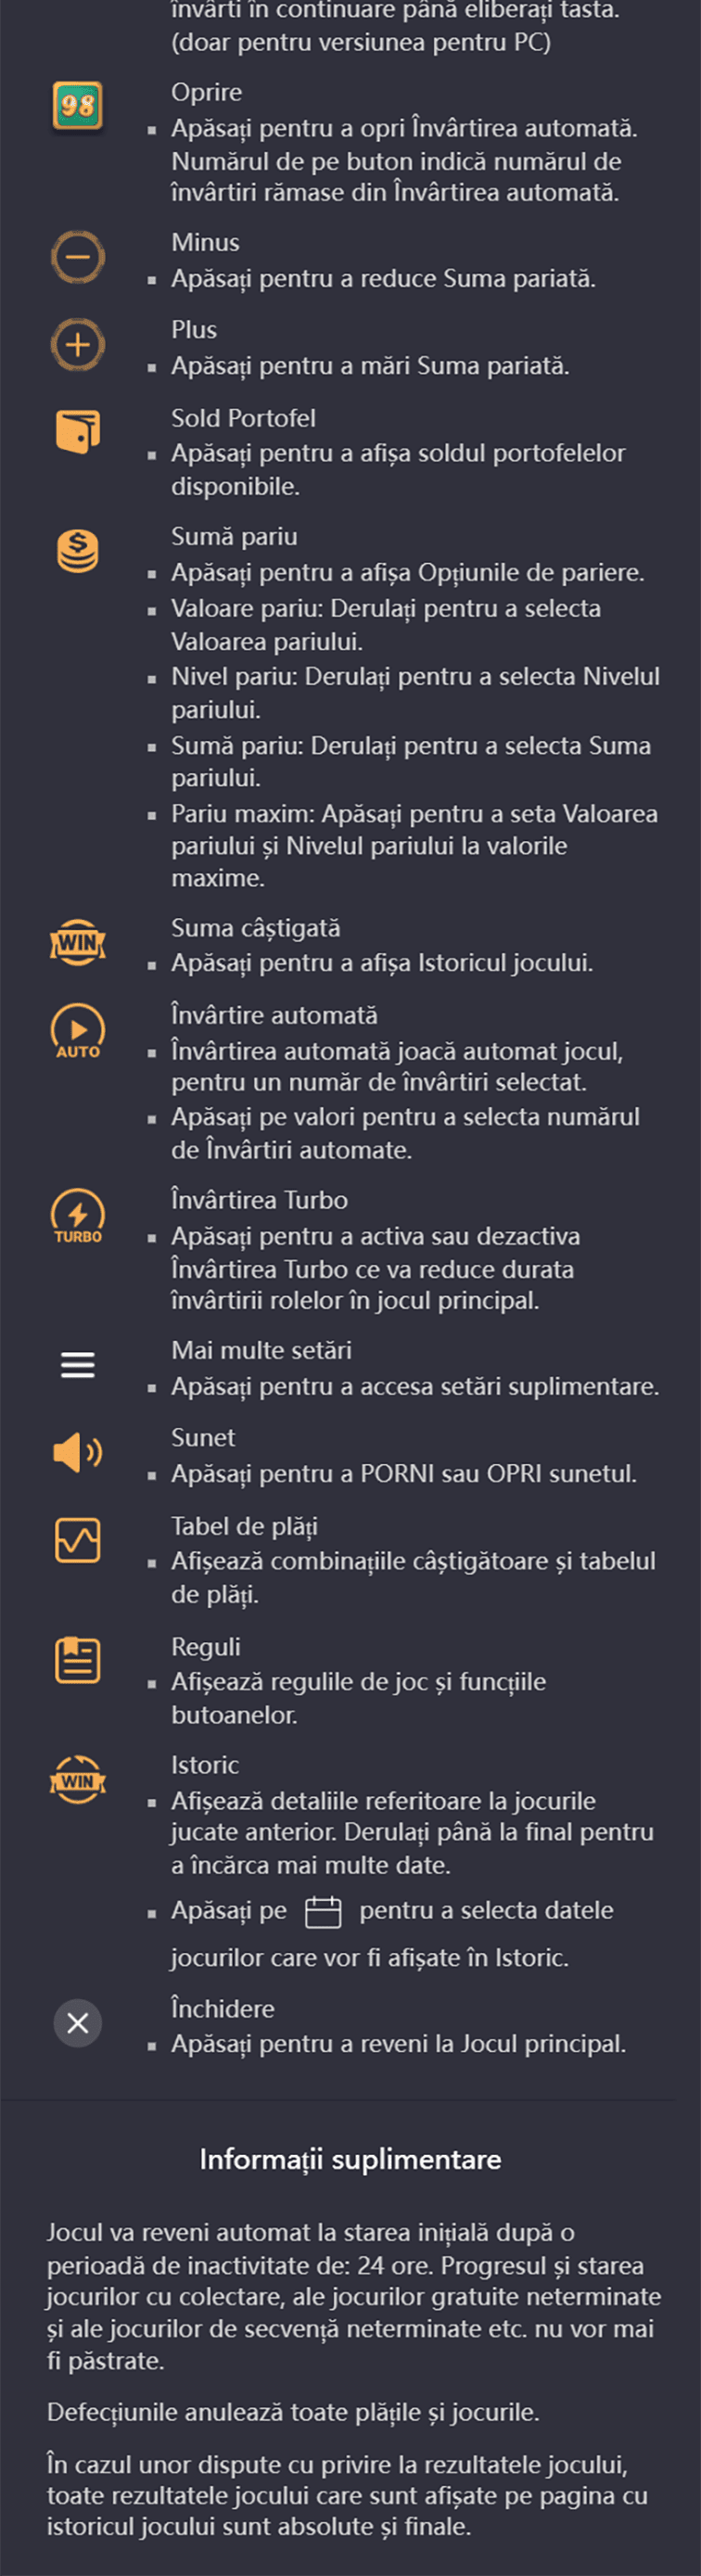 învârti în continuare până eliberați tasta.
(doar pentru versiunea pentru PC)
98
Oprire
▪ Apăsați pentru a opri Învârtirea automată.
Numărul de pe buton indică numărul de
învârtiri rămase din Învârtirea automată.
Minus
▪ Apăsați pentru a reduce Suma pariată.
Plus
▪ Apăsați pentru a mări Suma pariată.
Sold Portofel
▪ Apăsați pentru a afișa soldul portofelelor
disponibile.
Sumă pariu
▪ Apăsați pentru a afișa Opțiunile de pariere.
▪ Valoare pariu: Derulați pentru a selecta
Valoarea pariului.
▪ Nivel pariu: Derulați pentru a selecta Nivelul
pariului.
▪ Sumă pariu: Derulați pentru a selecta Suma
pariului.
▪ Pariu maxim: Apăsați pentru a seta Valoarea
pariului și Nivelul pariului la valorile
maxime.
WIN
Suma câștigată
▪ Apăsați pentru a afișa Istoricul jocului.
AUTO
Învârtire automată
▪ Învârtirea automată joacă automat jocul,
pentru un număr de învârtiri selectat.
▪ Apăsați pe valori pentru a selecta numărul
de Învârtiri automate.
TURBO
Învârtirea Turbo
▪ Apăsați pentru a activa sau dezactiva
Învârtirea Turbo ce va reduce durata
învârtirii rolelor în jocul principal.
Mai multe setări
▪ Apăsați pentru a accesa setări suplimentare.
Sunet
▪ Apăsați pentru a PORNI sau OPRI sunetul.
Tabel de plăți
▪ Afișează combinațiile câștigătoare și tabelul
de plăți.
Reguli
▪ Afișează regulile de joc și funcțiile
butoanelor.
WIN
Istoric
▪ Afișează detaliile referitoare la jocurile
jucate anterior. Derulați până la final pentru
a încărca mai multe date.
▪ Apăsați pe pentru a selecta datele
jocurilor care vor fi afișate în Istoric.
Închidere
▪ Apăsați pentru a reveni la Jocul principal.
Informații suplimentare
Jocul va reveni automat la starea inițială după o
perioadă de inactivitate de: 24 ore. Progresul și starea
jocurilor cu colectare, ale jocurilor gratuite neterminate
și ale jocurilor de secvență neterminate etc. nu vor mai
fi păstrate.
Defecțiunile anulează toate plățile și jocurile.
În cazul unor dispute cu privire la rezultatele jocului,
toate rezultatele jocului care sunt afișate pe pagina cu
istoricul jocului sunt absolute și finale.